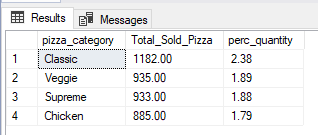 Results Messages
pizza_category Total_Sold_Pizza perc_quantity
1 Classic 1182.00 2.38
2 Veggie 935.00 1.89
3 Supreme 933.00 1.88
4 Chicken 885.00 1.79